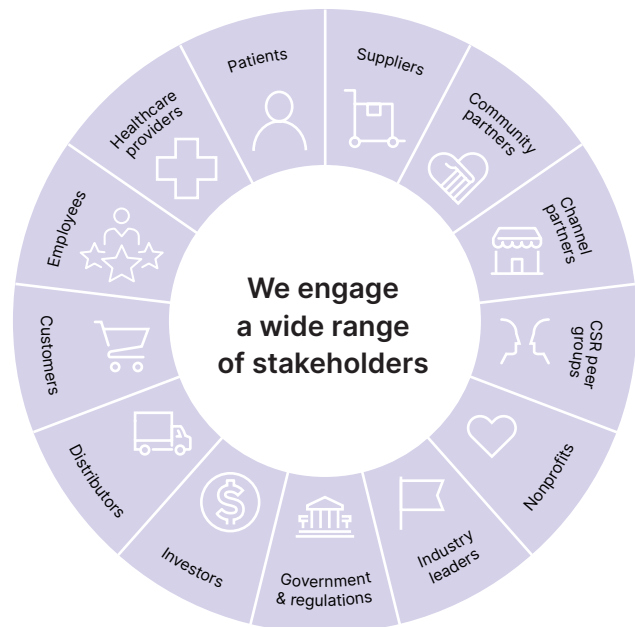 We engage
a wide range
of stakeholders
Patients
Suppliers
Community
partners
Channel
partners
CSR peer
groups
Nonprofits
Industry
leaders
Government
& regulations
Investors
Distributors
Customers
Employees
Healthcare
providers